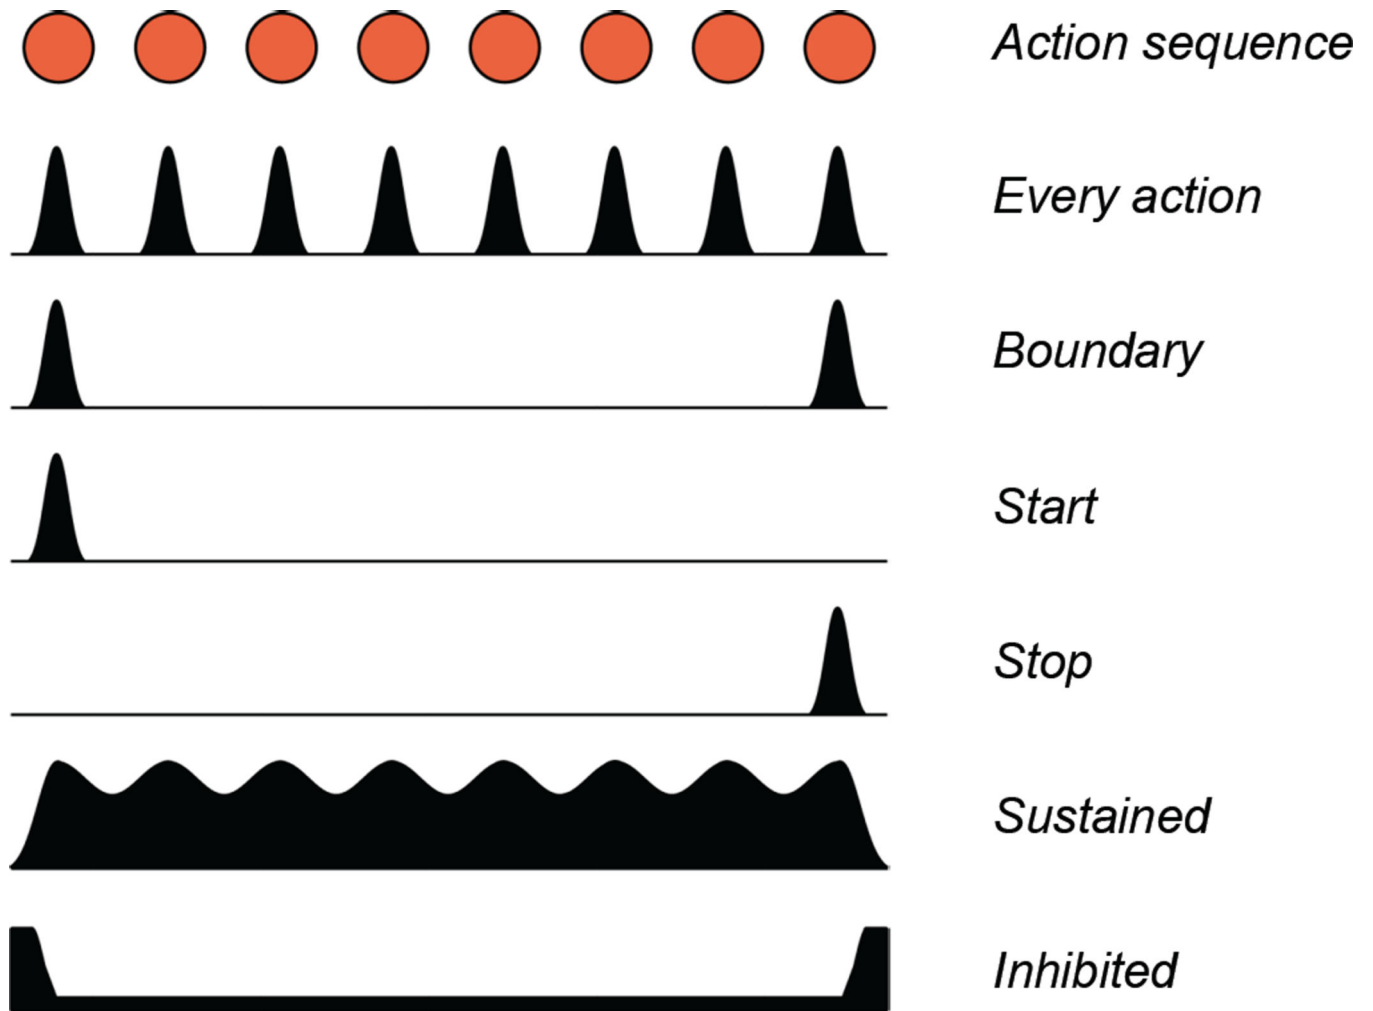 Action sequence
Every action
Boundary
Start
Stop
Sustained
Inhibited